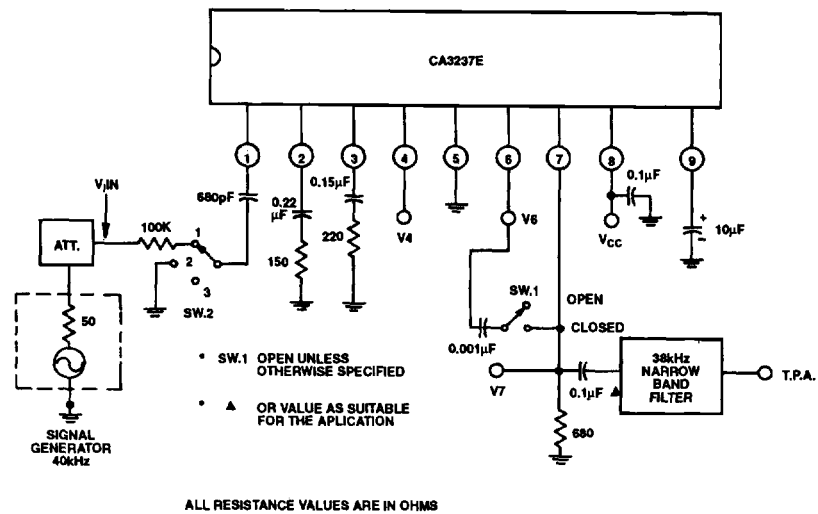 CA3237E
1 2 3 4 5 6 7 8 9
680pF
0.22
µF
0.15µF
0.1µF
V₁IN
100K
1
220
V4
V6
VCC
+
10µF
–
ATT.
2
150
3
SW.2
SW.1
OPEN
CLOSED
50
0.001µF
• SW.1 OPEN UNLESS
OTHERWISE SPECIFIED
V7
0.1µF
▲
38kHz
NARROW
BAND
FILTER
T.P.A.
• ▲ OR VALUE AS SUITABLE
FOR THE APLICATION
680
SIGNAL
GENERATOR
40kHz
ALL RESISTANCE VALUES ARE IN OHMS